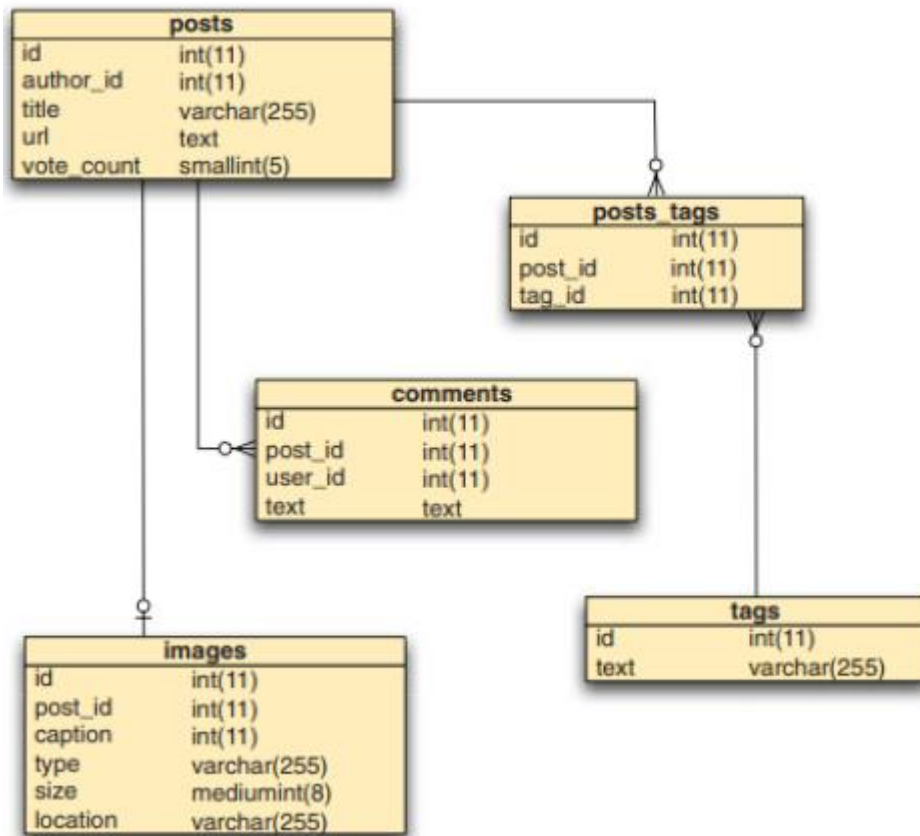 posts
id int(11)
author_id int(11)
title varchar(255)
url text
vote_count smallint(5)
posts_tags
id int(11)
post_id int(11)
tag_id int(11)
comments
id int(11)
post_id int(11)
user_id int(11)
text text
tags
id int(11)
text varchar(255)
images
id int(11)
post_id int(11)
caption int(11)
type varchar(255)
size mediumint(8)
location varchar(255)